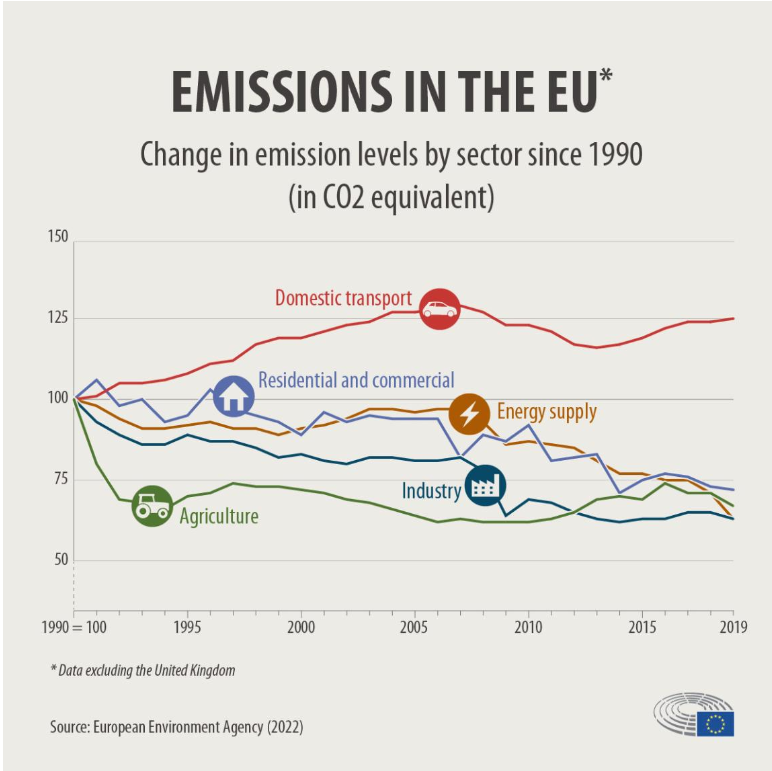 EMISSIONS IN THE EU*
Change in emission levels by sector since 1990
(in CO2 equivalent)
150
Domestic transport
125
Residential and commercial
100
Energy supply
75
Industry
Agriculture
50
1990 = 100 1995 2000 2005 2010 2015 2019
* Data excluding the United Kingdom
Source: European Environment Agency (2022)